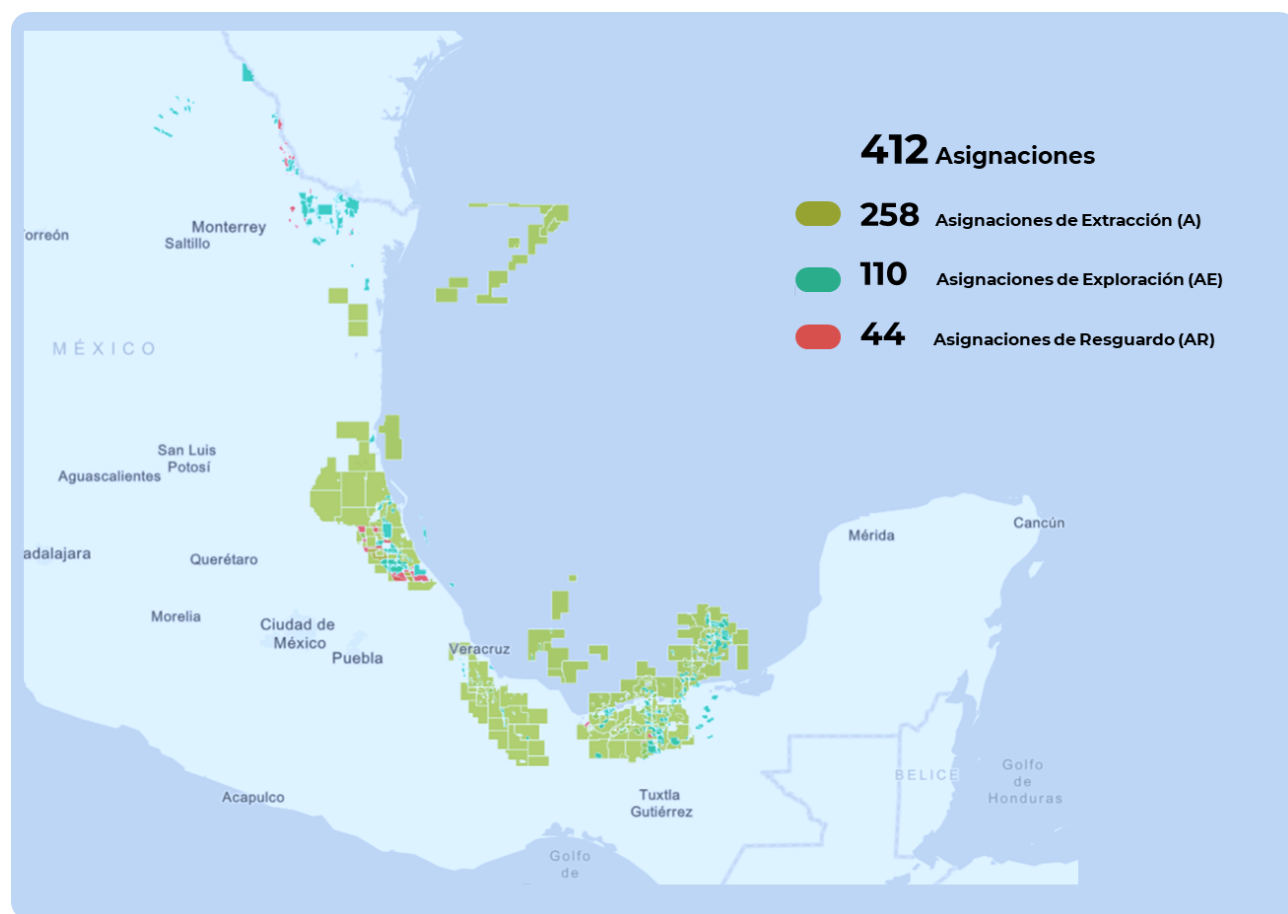 412 Asignaciones
258 Asignaciones de Extracción (A)
110 Asignaciones de Exploración (AE)
44 Asignaciones de Resguardo (AR)
Monterrey
Saltillo
orreón
MÉXICO
San Luis
Potosí
Aguascalientes
adalajara
Querétaro
Morelia
Ciudad de
México
Puebla
Veracruz
Mérida
Cancún
Acapulco
Tuxtla
Gutiérrez
BELICE
Golfo
de
Honduras
Golfo
de